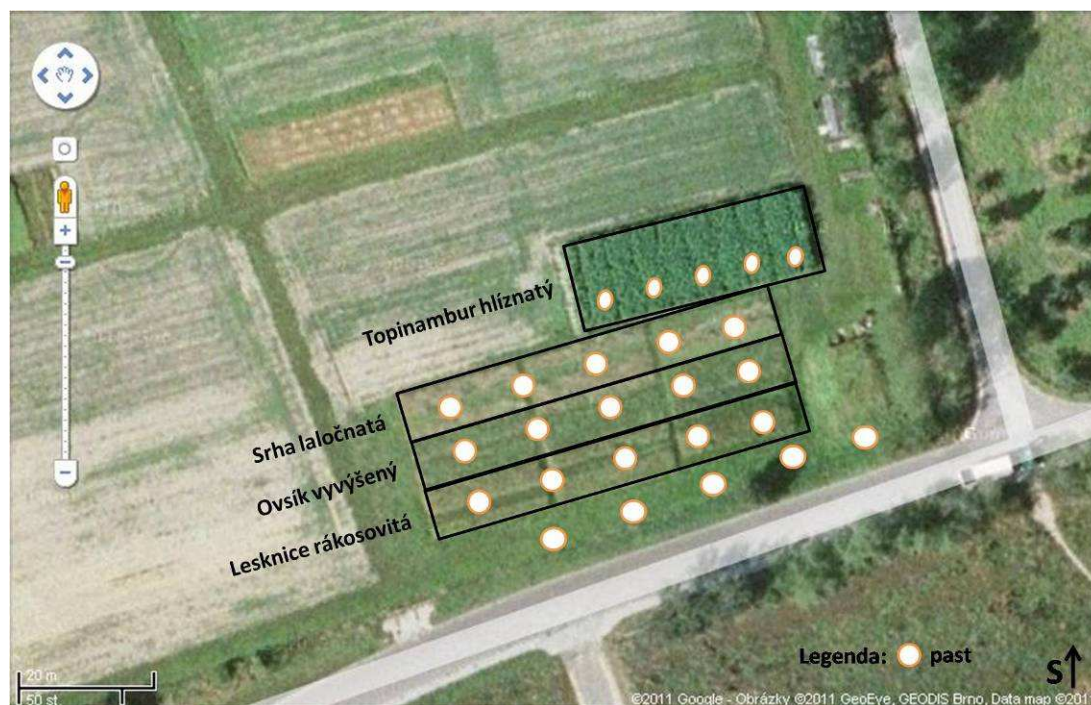 Topinambur hlíznatý
Srha laločnatá
Ovsík vyvýšený
Lesknice rákosovitá
Legenda: past
S
20 m
50 st.
©2011 Google - Obrázky ©2011 GeoEye, GEODIS Brno, Data map ©201